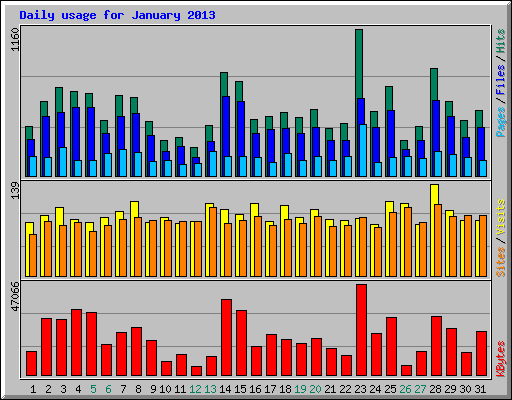 Daily usage for January 2013
1160
Pages / Files / Hits
139
Sites / Visits
47066
KBytes
1 2 3 4 5 6 7 8 9 10 11 12 13 14 15 16 17 18 19 20 21 22 23 24 25 26 27 28 29 30 31